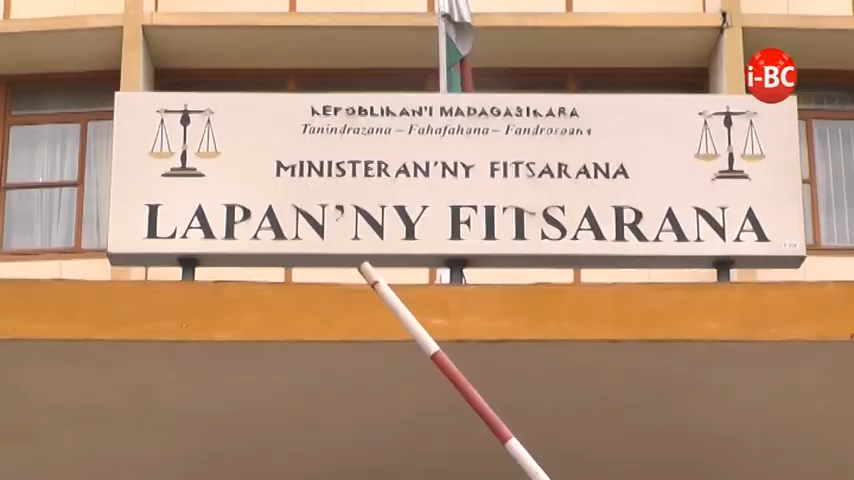 i-BC
REPOBLIKAN'I MADAGASIKARA
Tanindrazana – Fahafahana – Fandrosoana
MINISTERAN'NY FITSARANA
LAPAN'NY FITSARANA